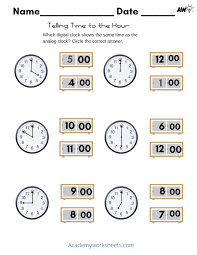 Name Date AW
Telling Time to the Hour
Which digital clock shows the same time as the
analog clock? Circle the correct answer.
5 00 12 00
4 00 1 00
10 00 6 00
11 00 9 00
9 00 8 00
8 00 7 00
Academyworksheets.com